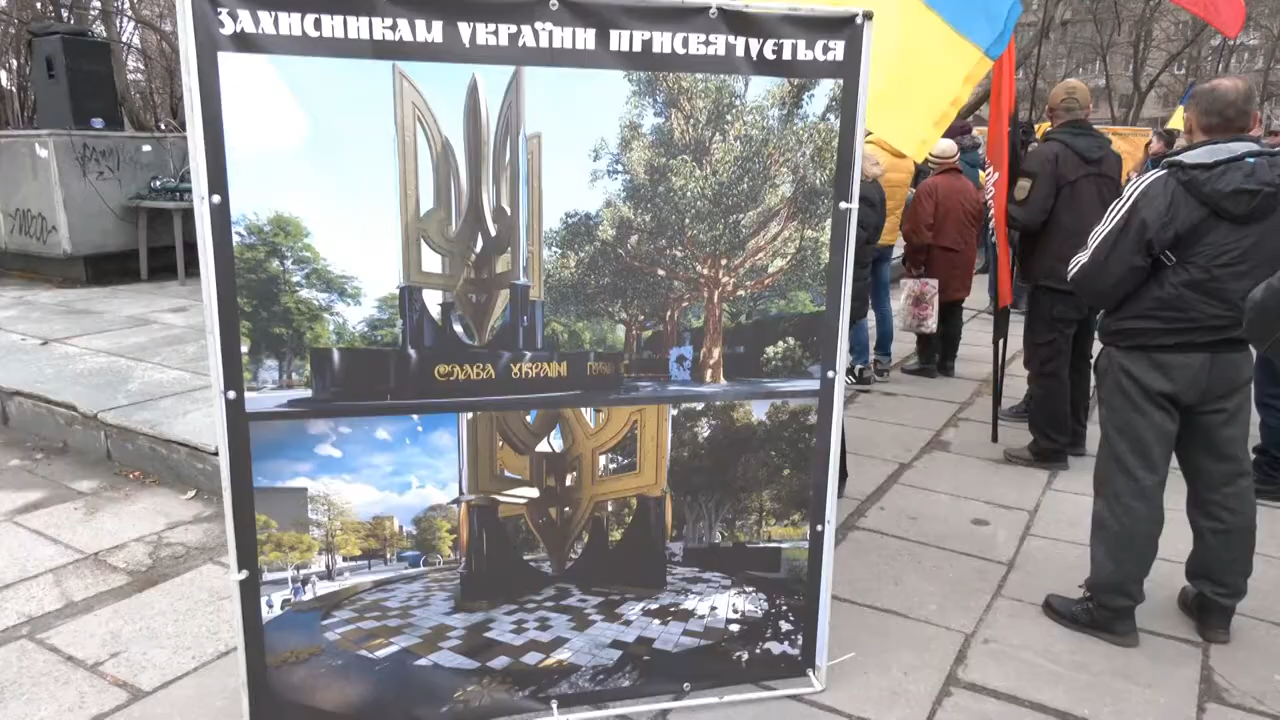 ЗАХИСНИКАМ УКРАЇНИ ПРИСВЯЧУЄТЬСЯ
СЛАВА УКРАЇНІ